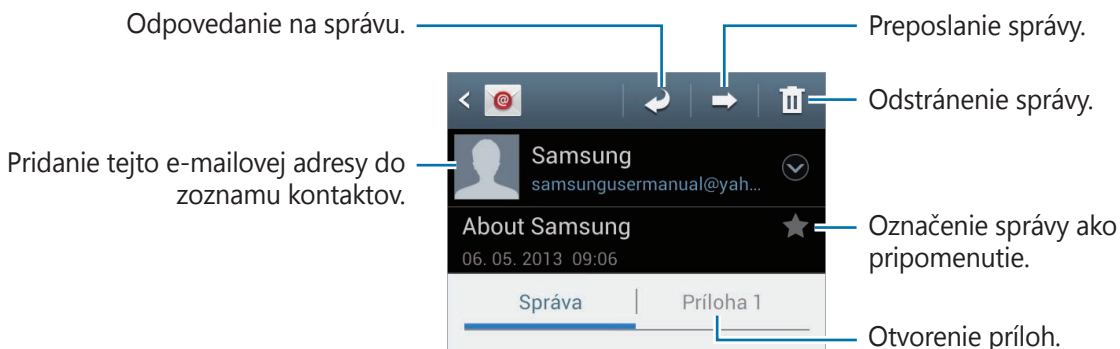 Odpovedanie na správu.
Preposlanie správy.
Odstránenie správy.
Pridanie tejto e-mailovej adresy do
zoznamu kontaktov.
Samsung
samsungusermanual@yah...
About Samsung
06. 05. 2013 09:06
Označenie správy ako
pripomenutie.
Správa
Príloha 1
Otvorenie príloh.